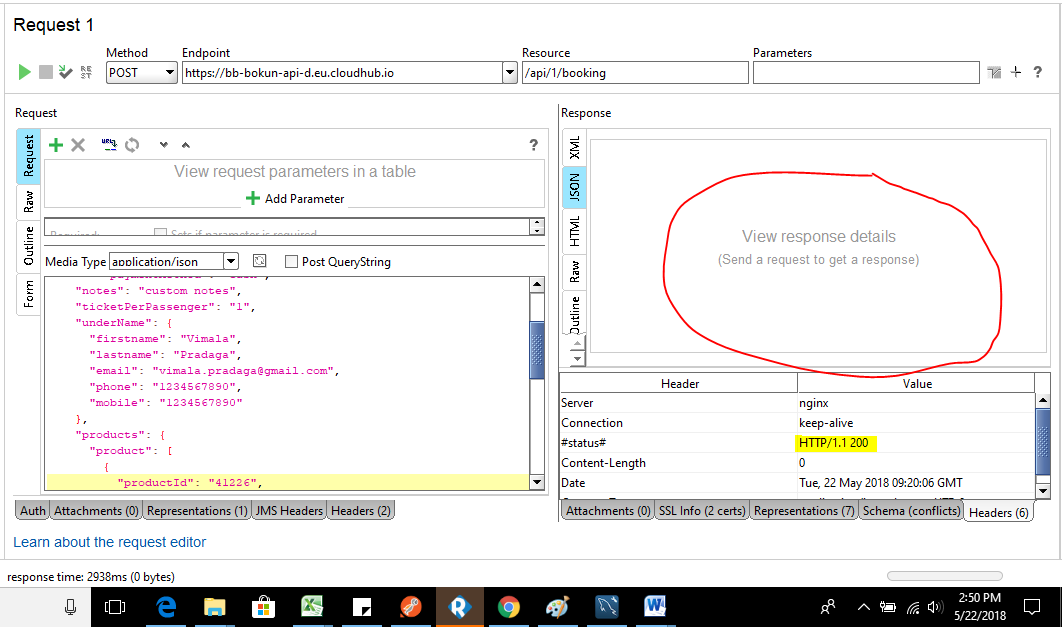 Request 1
Method Endpoint Resource Parameters
POST https://bb-bokun-api-d.eu.cloudhub.io /api/1/booking
REST
Request
Request
Raw
Outline
Form
?
View request parameters in a table
Add Parameter
Required: Sets if parameter is required
Media Type application/json Post QueryString
"notes": "custom notes",
"ticketPerPassenger": "1",
"underName": {
"firstname": "Vimala",
"lastname": "Pradaga",
"email": "vimala.pradaga@gmail.com",
"phone": "1234567890",
"mobile": "1234567890"
},
"products": {
"product": [
{
"productId": "41226",
Auth Attachments (0) Representations (1) JMS Headers Headers (2)
Learn about the request editor
Response
XML
JSON
HTML
Raw
Outline
View response details
(Send a request to get a response)
Header Value
Server nginx
Connection keep-alive
#status# HTTP/1.1 200
Content-Length 0
Date Tue, 22 May 2018 09:20:06 GMT
Attachments (0) SSL Info (2 certs) Representations (7) Schema (conflicts) Headers (6)
response time: 2938ms (0 bytes)
2:50 PM
5/22/2018